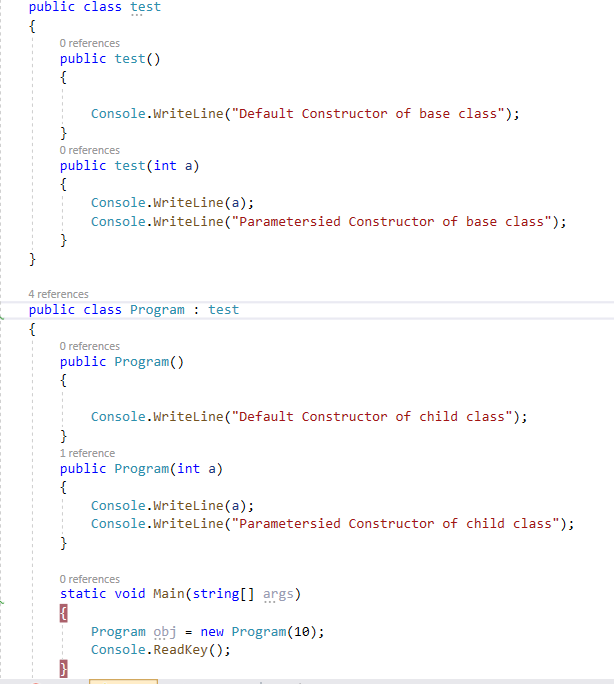 public class test
{
0 references
public test()
{
Console.WriteLine("Default Constructor of base class");
}
0 references
public test(int a)
{
Console.WriteLine(a);
Console.WriteLine("Parametersied Constructor of base class");
}
}
4 references
public class Program : test
{
0 references
public Program()
{
Console.WriteLine("Default Constructor of child class");
}
1 reference
public Program(int a)
{
Console.WriteLine(a);
Console.WriteLine("Parametersied Constructor of child class");
}
0 references
static void Main(string[] args)
{
Program obj = new Program(10);
Console.ReadKey();
}